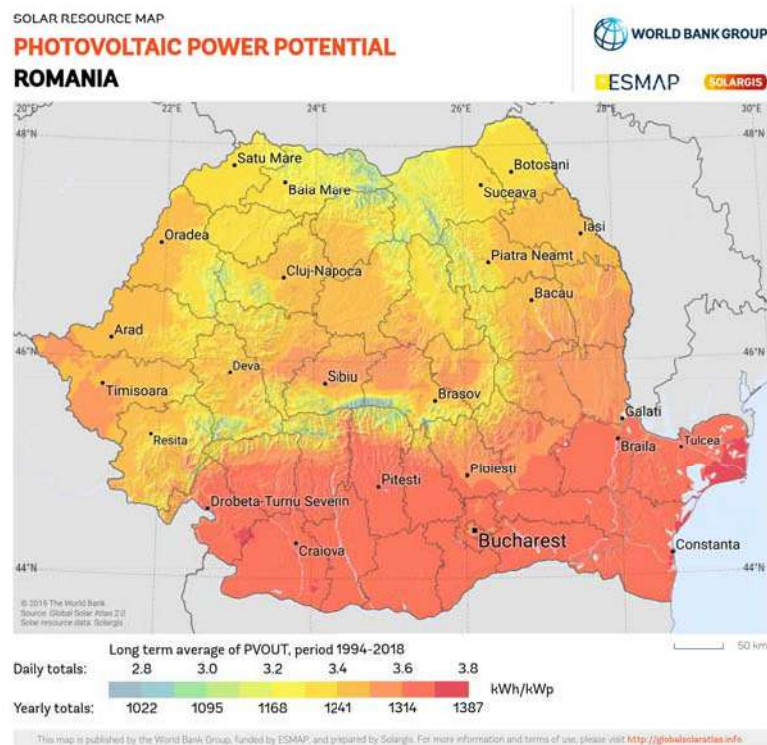 SOLAR RESOURCE MAP
PHOTOVOLTAIC POWER POTENTIAL
ROMANIA
WORLD BANK GROUP
ESMAP
SOLARGIS
20°E 22°E 24°E 26°E 28°E 30°E
48°N 48°N
Satu Mare
Botosani
Baia Mare
Suceava
Oradea
Iasi
Cluj-Napoca
Piatra Neamt
Bacau
Arad
46°N 46°N
Timisoara
Deva
Sibiu
Brasov
Resita
Galati
Braila
Tulcea
Ploiesti
Pitesti
Drobeta-Turnu Severin
Bucharest
Craiova
Constanta
44°N 44°N
© 2019 The World Bank
Source: Global Solar Atlas 2.0
Solar resource data: Solargis
20°E 22°E 24°E 26°E 28°E 30°E
Long term average of PVOUT, period 1994-2018
50 km
Daily totals: 2.8 3.0 3.2 3.4 3.6 3.8
kWh/kWp
Yearly totals: 1022 1095 1168 1241 1314 1387
This map is published by the World Bank Group, funded by ESMAP, and prepared by Solargis. For more information and terms of use, please visit http://globalsolaratlas.info.